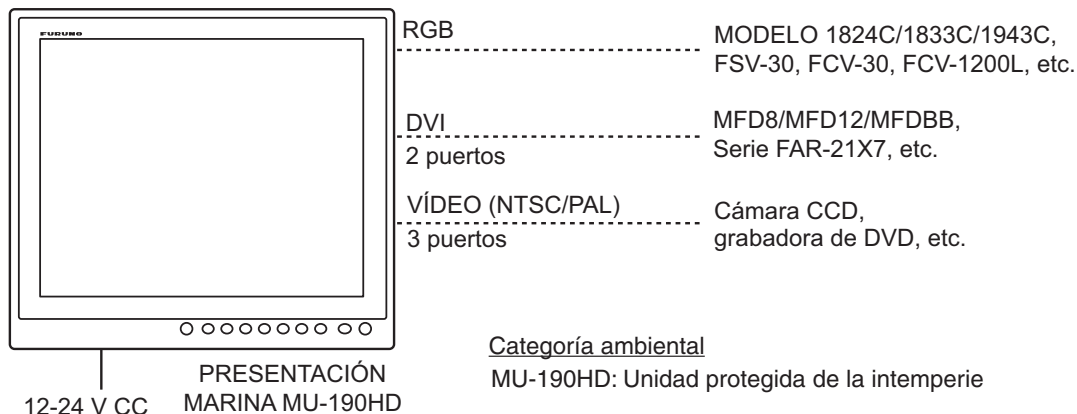 FURUNO
RGB
MODELO 1824C/1833C/1943C,
FSV-30, FCV-30, FCV-1200L, etc.
DVI
2 puertos
MFD8/MFD12/MFDBB,
Serie FAR-21X7, etc.
VÍDEO (NTSC/PAL)
3 puertos
Cámara CCD,
grabadora de DVD, etc.
12-24 V CC
PRESENTACIÓN
MARINA MU-190HD
Categoría ambiental
MU-190HD: Unidad protegida de la intemperie